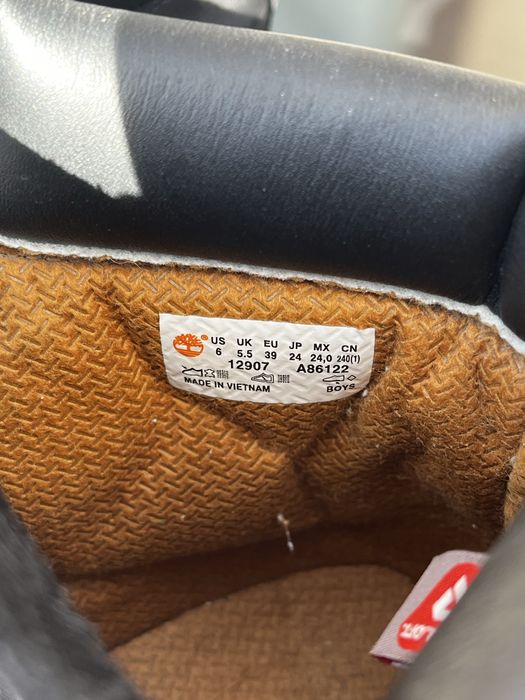 US UK EU JP MX CN
6 5.5 39 24 24,0 240(1)
12907 A86122
MADE IN VIETNAM BOYS